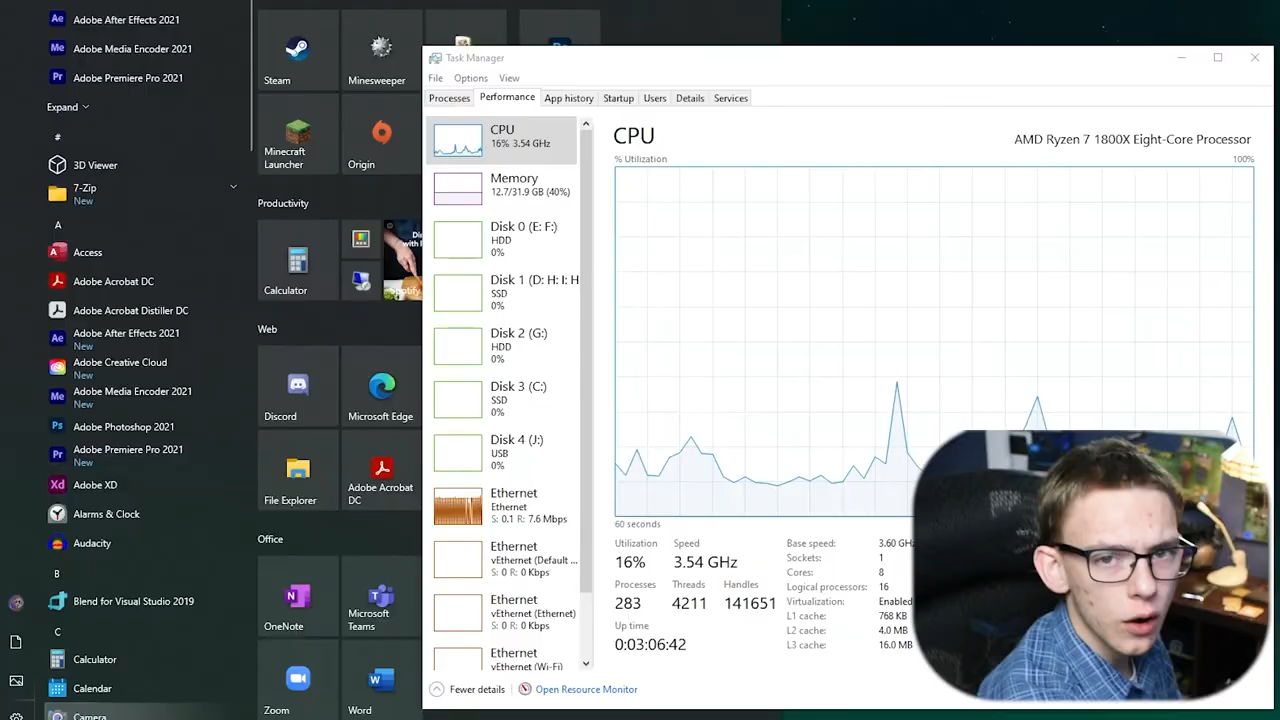 Adobe After Effects 2021
Adobe Media Encoder 2021
Adobe Premiere Pro 2021
Expand
#
3D Viewer
7-Zip
New
A
Access
Adobe Acrobat DC
Adobe Acrobat Distiller DC
Adobe After Effects 2021
New
Adobe Creative Cloud
New
Adobe Media Encoder 2021
New
Adobe Photoshop 2021
Adobe Premiere Pro 2021
New
Adobe XD
Alarms & Clock
Audacity
B
Blend for Visual Studio 2019
C
Calculator
Calendar
Camera
Steam
Minesweeper
Minecraft
Launcher
Origin
Productivity
Calculator
Spotify
Web
Discord
Microsoft Edge
File Explorer
Adobe Acrobat
DC
Office
OneNote
Microsoft
Teams
Zoom
Word
Task Manager
File Options View
Processes Performance App history Startup Users Details Services
CPU
16% 3.54 GHz
Memory
12.7/31.9 GB (40%)
Disk 0 (E: F:)
HDD
0%
Disk 1 (D: H: I: H
SSD
0%
Disk 2 (G:)
HDD
0%
Disk 3 (C:)
SSD
0%
Disk 4 (J:)
USB
0%
Ethernet
Ethernet
S: 0.1 R: 7.6 Mbps
Ethernet
vEthernet (Default ...
S: 0 R: 0 Kbps
Ethernet
vEthernet (Ethernet)
S: 0 R: 0 Kbps
Ethernet
vEthernet (Wi-Fi)
CPU
AMD Ryzen 7 1800X Eight-Core Processor
% Utilization 100%
60 seconds
Utilization Speed
16% 3.54 GHz
Processes Threads Handles
283 4211 141651
Up time
0:03:06:42
Base speed: 3.60 GHz
Sockets: 1
Cores: 8
Logical processors: 16
Virtualization: Enabled
L1 cache: 768 KB
L2 cache: 4.0 MB
L3 cache: 16.0 MB
Fewer details Open Resource Monitor